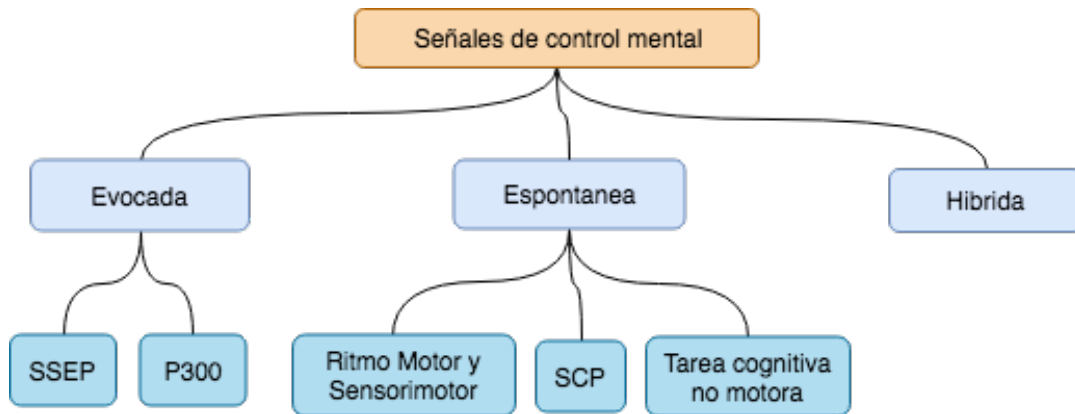 Señales de control mental
Evocada
Espontanea
Hibrida
SSEP
P300
Ritmo Motor y
Sensorimotor
SCP
Tarea cognitiva
no motora